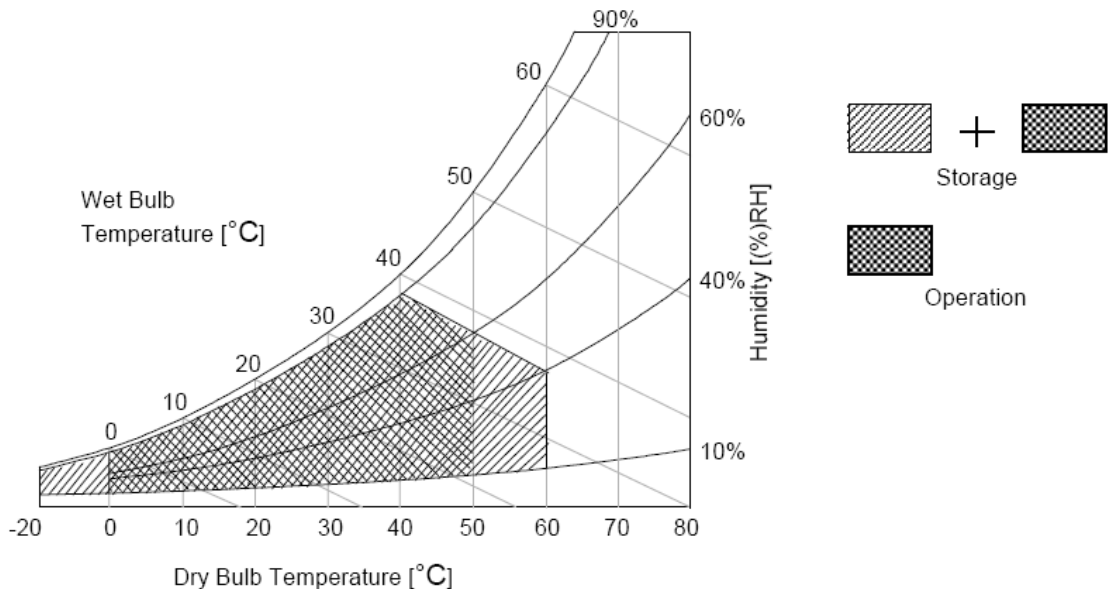 90%
60
60%
50
Wet Bulb
Temperature [°C]
40
40%
30
20
10
0
10%
Humidity [(%)RH]
-20 0 10 20 30 40 50 60 70 80
Dry Bulb Temperature [°C]
+
Storage
Operation